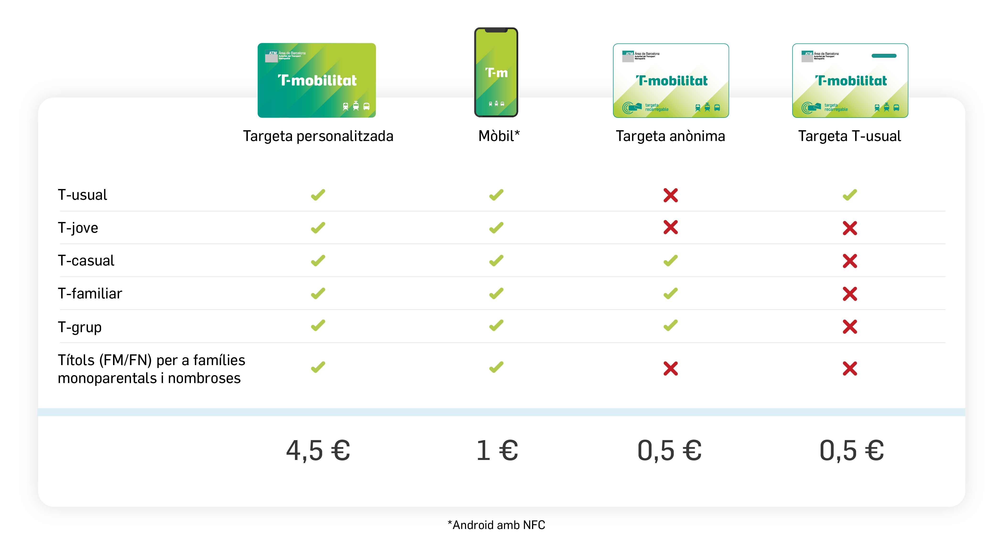 ATM Àrea de Barcelona
Autoritat del Transport
Metropolità
T-mobilitat
T-m
ATM Àrea de Barcelona
Autoritat del Transport
Metropolità
T-mobilitat
targeta
recarregable
ATM Àrea de Barcelona
Autoritat del Transport
Metropolità
T-mobilitat
targeta
recarregable
Targeta personalitzada Mòbil* Targeta anònima Targeta T-usual
T-usual
T-jove
T-casual
T-familiar
T-grup
Títols (FM/FN) per a famílies
monoparentals i nombroses
4,5 € 1 € 0,5 € 0,5 €
*Android amb NFC